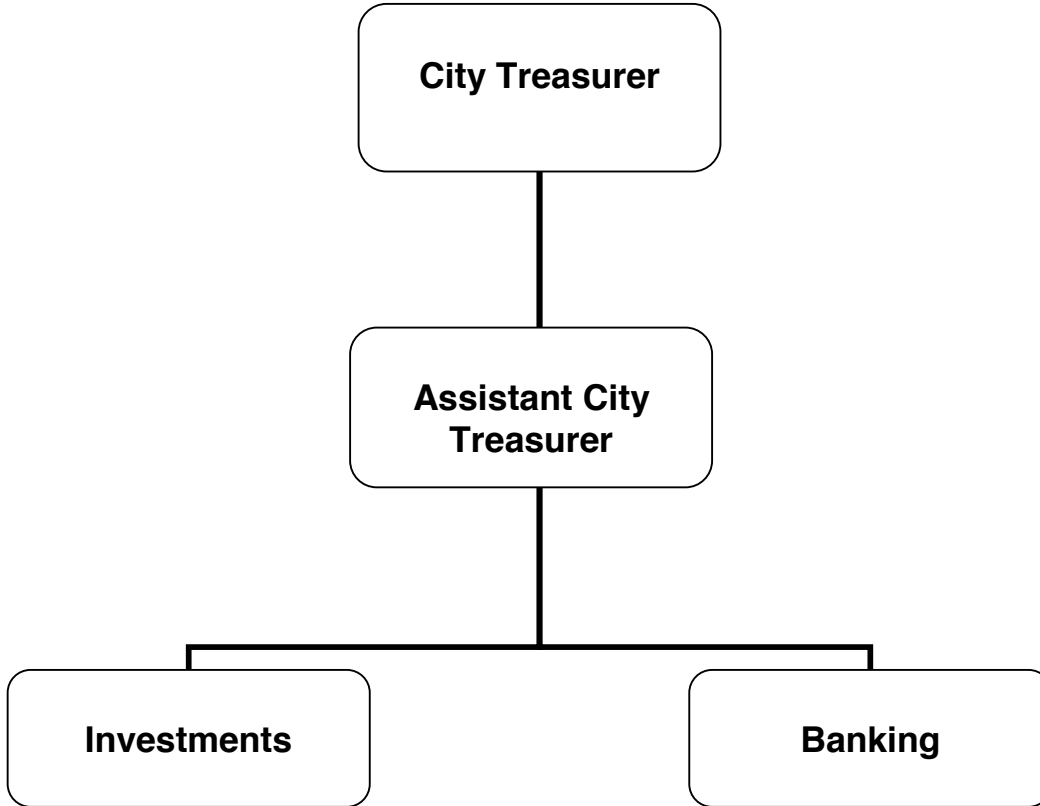 City Treasurer
Assistant City
Treasurer
Investments
Banking